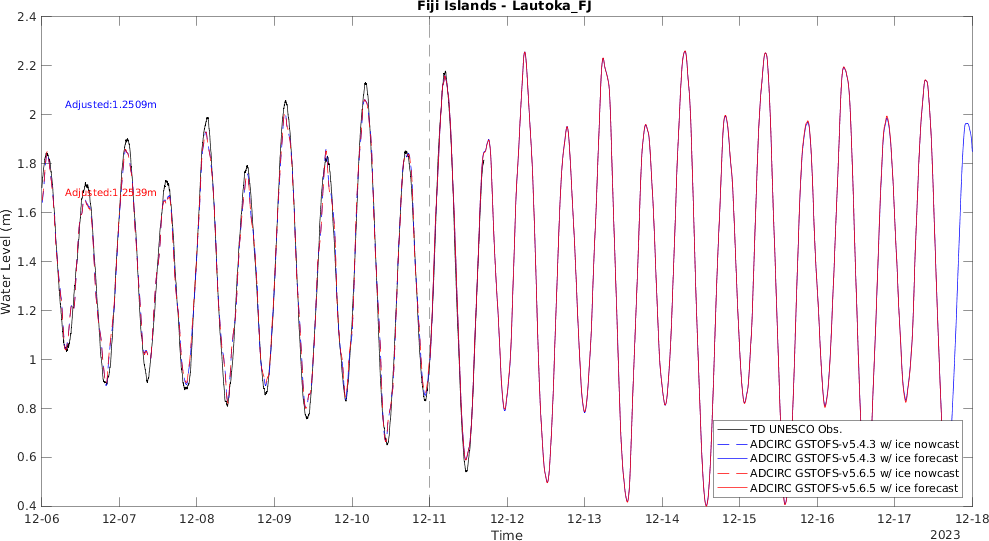 Fiji Islands - Lautoka_FJ
2.4
2.2
2
1.8
1.6
1.4
1.2
1
0.8
0.6
0.4
Water Level (m)
Adjusted:1.2509m
Adjusted:1.2539m
TD UNESCO Obs.
ADCIRC GSTOFS-v5.4.3 w/ ice nowcast
ADCIRC GSTOFS-v5.4.3 w/ ice forecast
ADCIRC GSTOFS-v5.6.5 w/ ice nowcast
ADCIRC GSTOFS-v5.6.5 w/ ice forecast
12-06 12-07 12-08 12-09 12-10 12-11 12-12 12-13 12-14 12-15 12-16 12-17 12-18
Time
2023